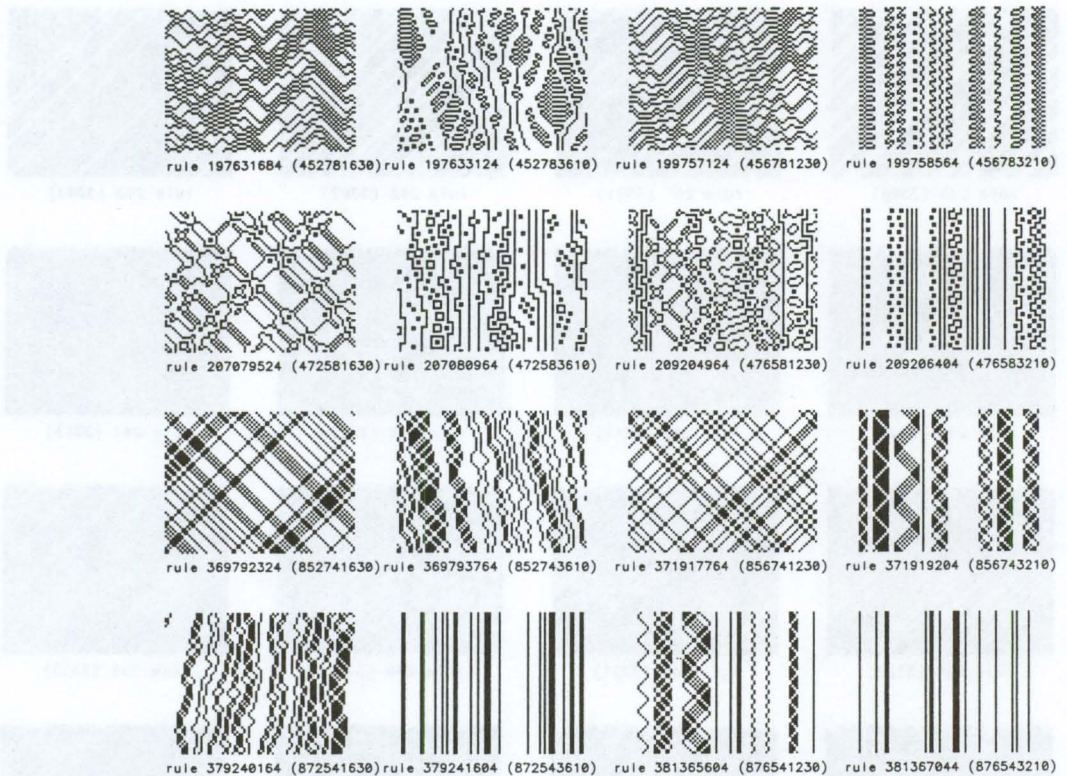 rule 197631684 (452781630) rule 197633124 (452783610) rule 199757124 (456781230) rule 199758564 (456783210)
rule 207079524 (472581630) rule 207080964 (472583610) rule 209204964 (476581230) rule 209206404 (476583210)
rule 369792324 (852741630) rule 369793764 (852743610) rule 371917764 (856741230) rule 371919204 (856743210)
rule 379240164 (872541630) rule 379241604 (872543610) rule 381365604 (876541230) rule 381367044 (876543210)